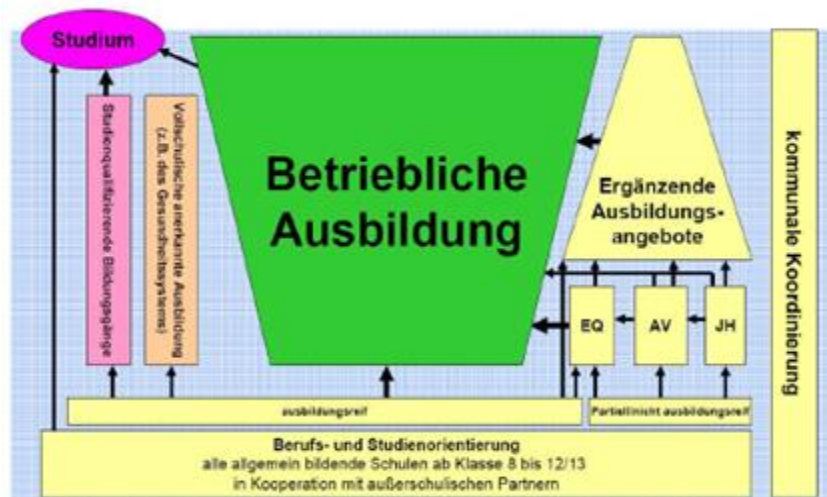 Studium
Studienqualifizierende Bildungsgänge
Vollschulische anerkannte Ausbildung
(z.B. des Gesundheitssystems)
Betriebliche
Ausbildung
Ergänzende
Ausbildungs-
angebote
EQ
AV
JH
kommunale Koordinierung
ausbildungsreif
Partiell/nicht ausbildungsreif
Berufs- und Studienorientierung
alle allgemein bildende Schulen ab Klasse 8 bis 12/13
in Kooperation mit außerschulischen Partnern